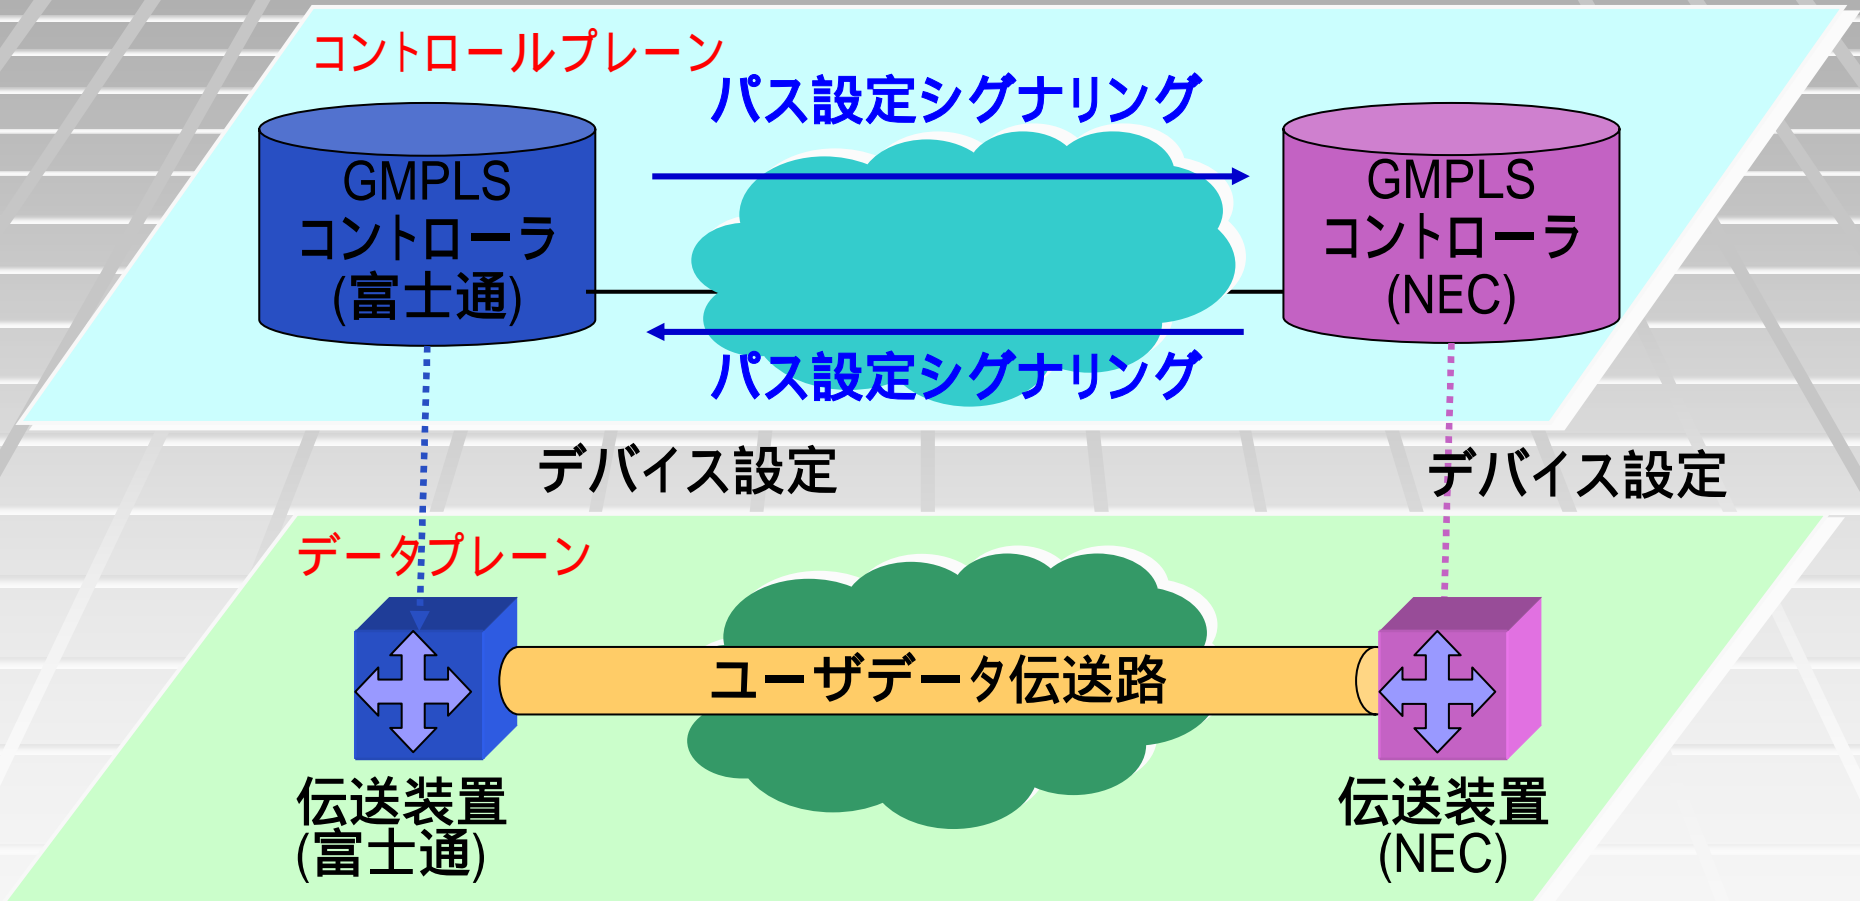 コントロールプレーン
パス設定シグナリング
GMPLS
コントローラ
(富士通)
GMPLS
コントローラ
(NEC)
パス設定シグナリング
デバイス設定
デバイス設定
データプレーン
ユーザデータ伝送路
伝送装置
(富士通)
伝送装置
(NEC)